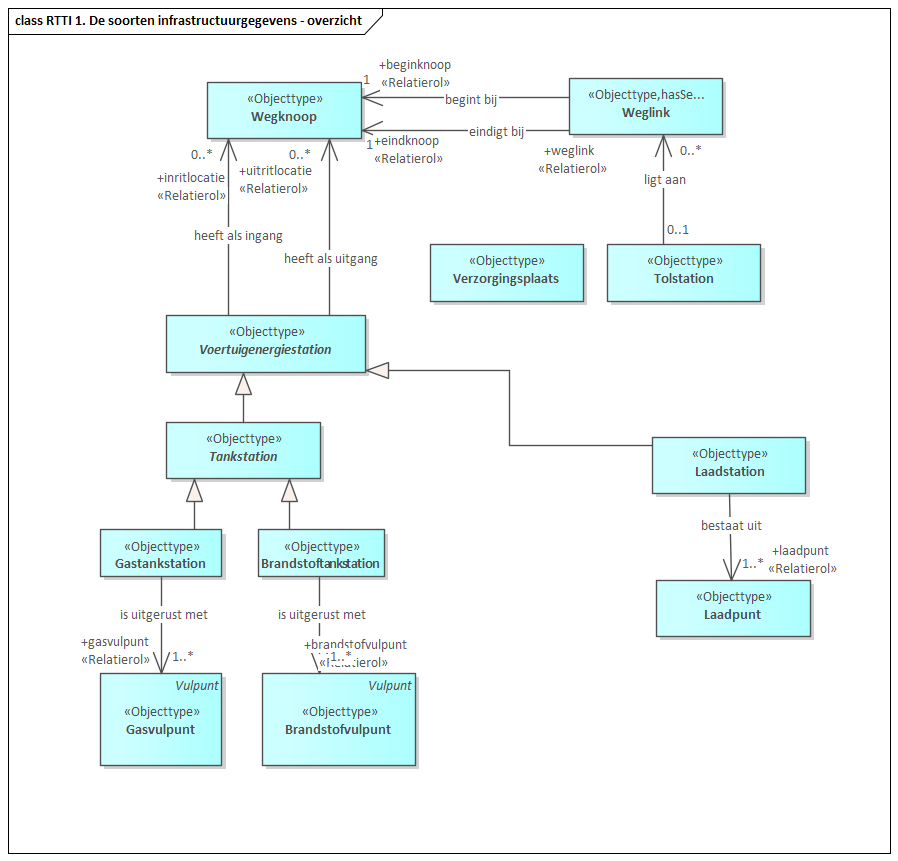 class RTTI 1. De soorten infrastructuurgegevens - overzicht
+beginknoop
«Relatierol»
1
begint bij
«Objecttype»
Wegknoop
«Objecttype,hasSe...
Weglink
eindigt bij
1
+eindknoop
«Relatierol»
+weglink
«Relatierol»
0..*
0..*
+inritlocatie
«Relatierol»
0..*
+uitritlocatie
«Relatierol»
ligt aan
0..1
heeft als ingang
heeft als uitgang
«Objecttype»
Verzorgingsplaats
«Objecttype»
Tolstation
«Objecttype»
Voertuigenergiestation
«Objecttype»
Tankstation
«Objecttype»
Laadstation
bestaat uit
+laadpunt
«Relatierol»
1..*
«Objecttype»
Gastankstation
«Objecttype»
Brandstoftankstation
«Objecttype»
Laadpunt
is uitgerust met
is uitgerust met
+gasvulpunt
«Relatierol»
1..*
+brandstofvulpunt
1..*
«Relatierol»
Vulpunt
«Objecttype»
Gasvulpunt
Vulpunt
«Objecttype»
Brandstofvulpunt